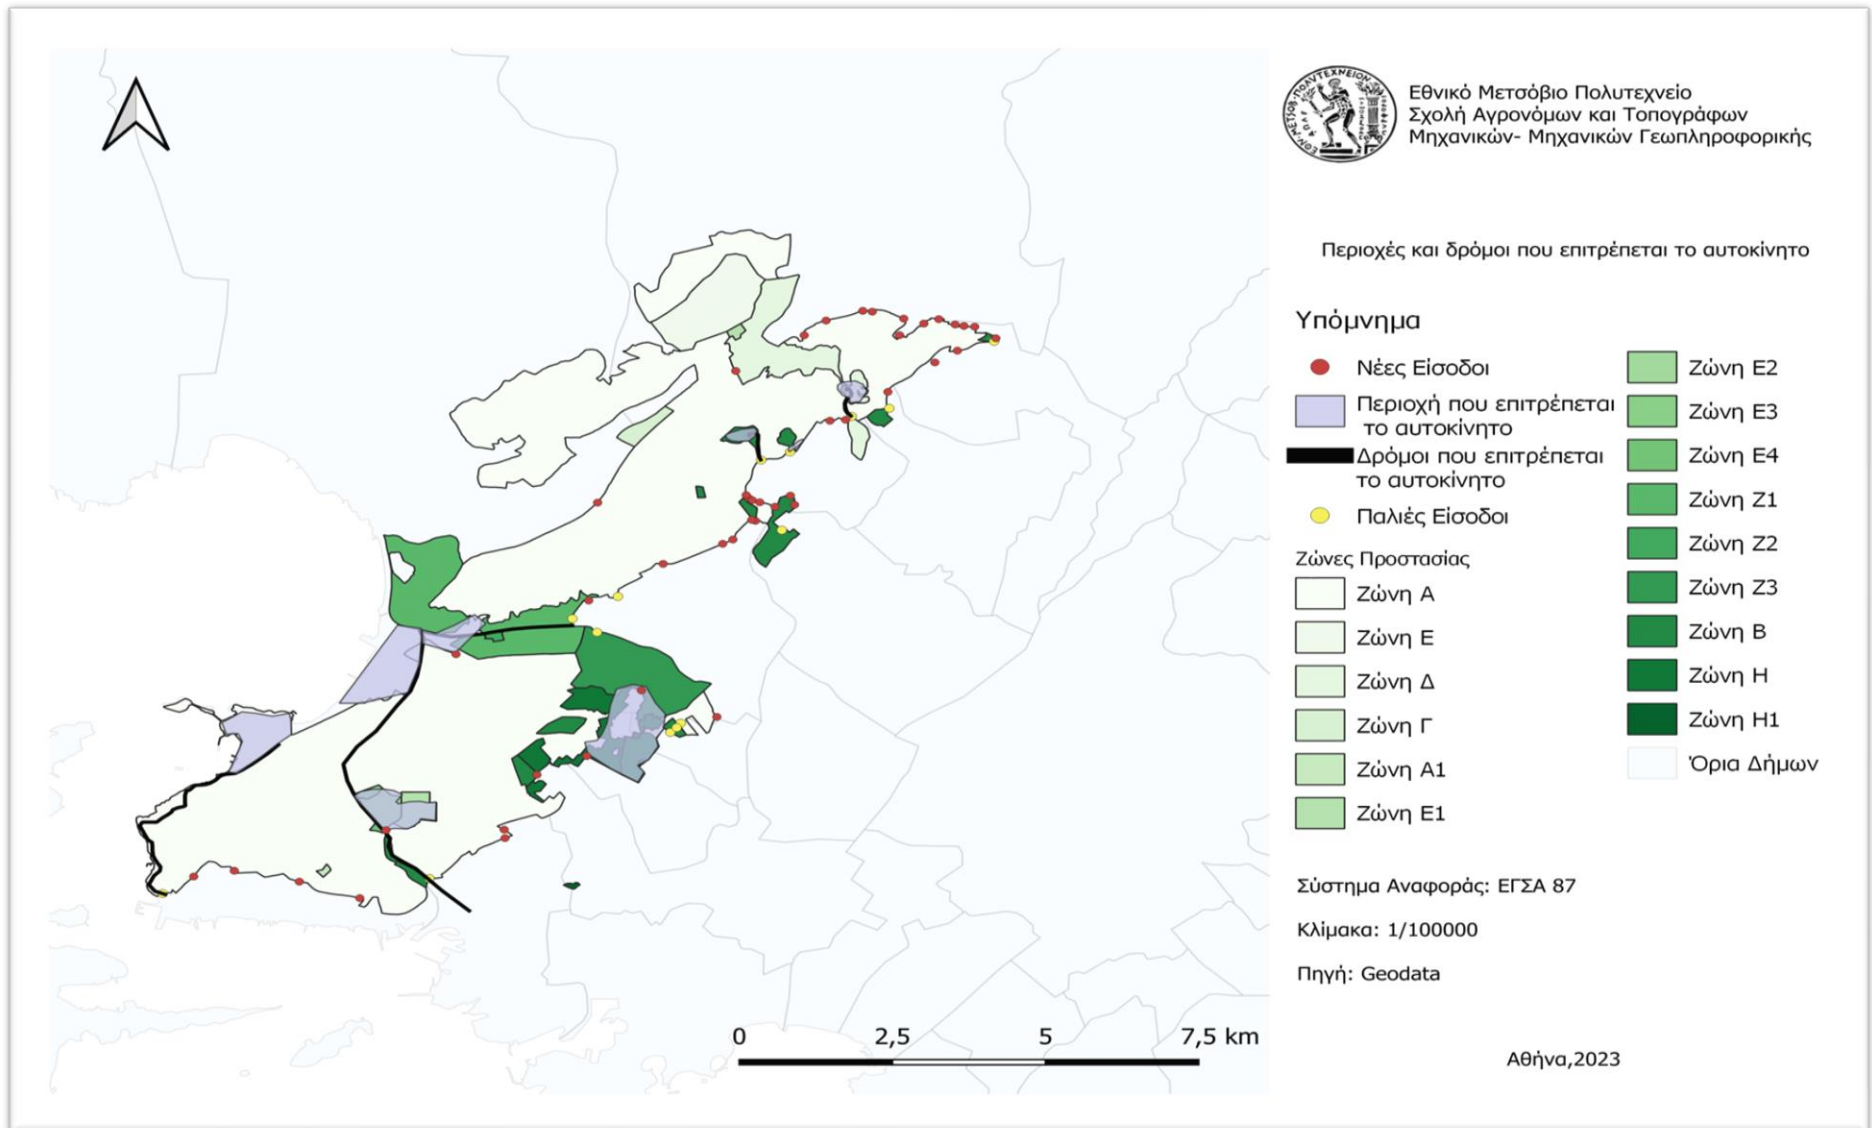 Εθνικό Μετσόβιο Πολυτεχνείο
Σχολή Αγρονόμων και Τοπογράφων
Μηχανικών- Μηχανικών Γεωπληροφορικής
Περιοχές και δρόμοι που επιτρέπεται το αυτοκίνητο
Υπόμνημα
Νέες Είσοδοι
Περιοχή που επιτρέπεται
το αυτοκίνητο
Δρόμοι που επιτρέπεται
το αυτοκίνητο
Παλιές Είσοδοι
Ζώνες Προστασίας
Ζώνη Α
Ζώνη Ε
Ζώνη Δ
Ζώνη Γ
Ζώνη Α1
Ζώνη Ε1
Ζώνη Ε2
Ζώνη Ε3
Ζώνη Ε4
Ζώνη Ζ1
Ζώνη Ζ2
Ζώνη Ζ3
Ζώνη Β
Ζώνη Η
Ζώνη Η1
Όρια Δήμων
Σύστημα Αναφοράς: ΕΓΣΑ 87
Κλίμακα: 1/100000
Πηγή: Geodata
0 2,5 5 7,5 km
Αθήνα,2023